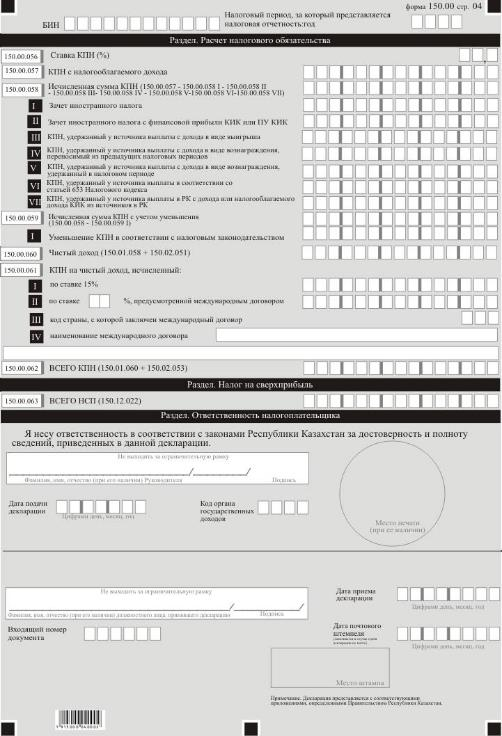 форма 150.00 стр. 04
БИН
Налоговый период, за который представляется
налоговая отчетность:год
Раздел. Расчет налогового обязательства
150.00.056 Ставка КПН (%)
150.00.057 КПН с налогооблагаемого дохода
150.00.058 Исчисленная сумма КПН (150.00.057 - 150.00.058 I - 150.00.058 II
- 150.00.058 III- 150.00.058 IV - 150.00.058 V-150.00.058 VI-150.00.058 VII)
I Зачет иностранного налога
II Зачет иностранного налога с финансовой прибыли КИК или ПУ КИК
III КПН, удержанный у источника выплаты с дохода в виде выигрыша
IV КПН, удержанный у источника выплаты с дохода в виде вознаграждения,
переносимый из предыдущих налоговых периодов
V КПН, удержанный у источника выплаты с дохода в виде вознаграждения,
удержанный в налоговом периоде
VI КПН, удержанный у источника выплаты в соответствии со
статьей 653 Налогового кодекса
VII КПН, удержанный у источника выплаты в РК с дохода или налогооблагаемого
дохода КИК из источников в РК
150.00.059 Исчисленная сумма КПН с учетом уменьшения
(150.00.058 - 150.00.059 I)
I Уменьшение КПН в соответствии с налоговым законодательством
150.00.060 Чистый доход (150.01.058 + 150.02.051)
150.00.061 КПН на чистый доход, исчисленный:
I по ставке 15%
II по ставке %, предусмотренной международным договором
III код страны, с которой заключен международный договор
IV наименование международного договора
150.00.062 ВСЕГО КПН (150.01.060 + 150.02.053)
Раздел. Налог на сверхприбыль
150.00.063 ВСЕГО НСП (150.12.022)
Раздел. Ответственность налогоплательщика
Я несу ответственность в соответствии с законами Республики Казахстан за достоверность и полноту
сведений, приведенных в данной декларации.
Не выходить за ограничительную рамку
Фамилия, имя, отчество (при его наличии) Руководителя Подпись
Дата подачи
декларации
Цифрами день, месяц, год
Код органа
государственных
доходов
Место печати
(при ее наличии)
Не выходить за ограничительную рамку
Фамилия, имя, отчество (при его наличии) должностного лица, принявшего декларацию Подпись
Дата приема
декларации
Цифрами день, месяц, год
Входящий номер
документа
Дата почтового
штемпеля
Цифрами день, месяц, год
Место штампа
Примечание. Декларация представляется с соответствующими
приложениями, определенными Правительством Республики Казахстан.